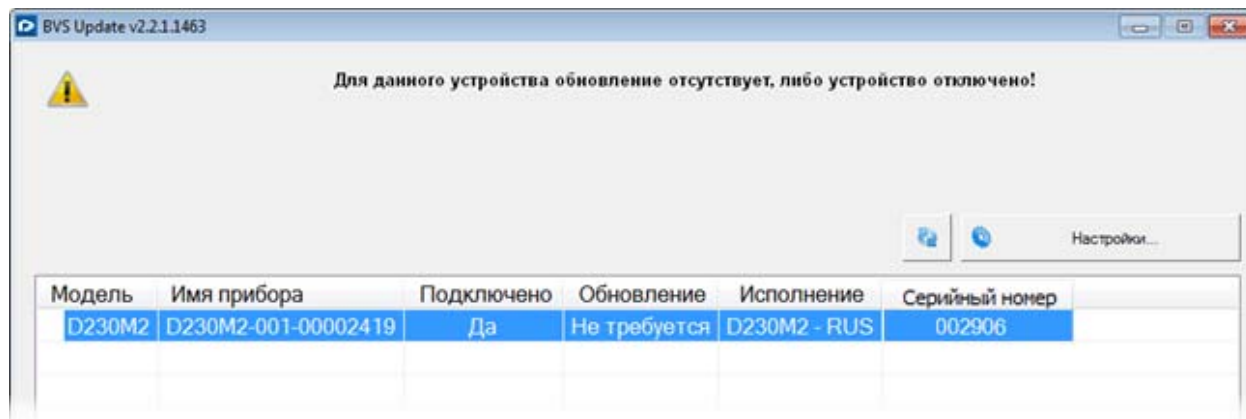 BVS Update v2.2.1.1463
Для данного устройства обновление отсутствует, либо устройство отключено!
Настройки...
Модель Имя прибора Подключено Обновление Исполнение Серийный номер
D230M2 D230M2-001-00002419 Да Не требуется D230M2 - RUS 002906